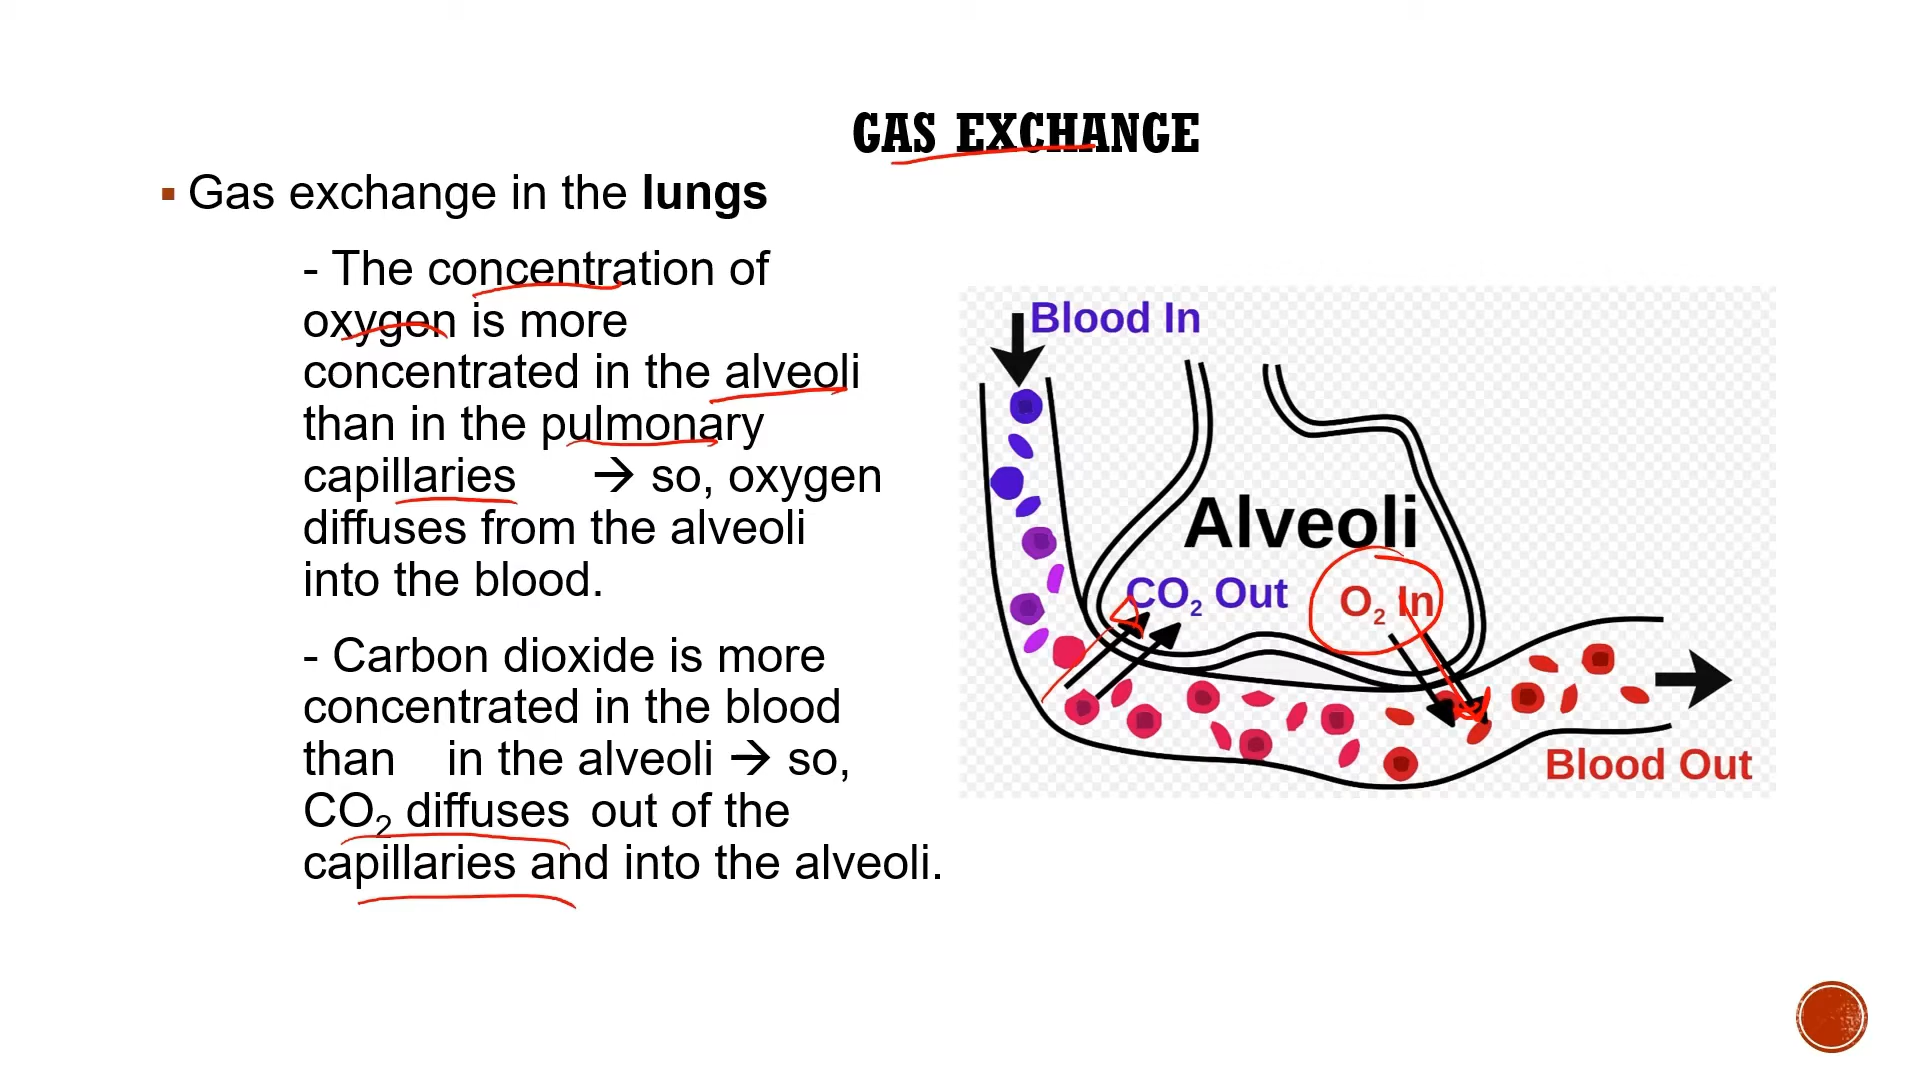 GAS EXCHANGE
▪ Gas exchange in the lungs
- The concentration of
oxygen is more
concentrated in the alveoli
than in the pulmonary
capillaries → so, oxygen
diffuses from the alveoli
into the blood.
- Carbon dioxide is more
concentrated in the blood
than in the alveoli → so,
CO₂ diffuses out of the
capillaries and into the alveoli.
Blood In
Alveoli
CO₂ Out
O₂ In
Blood Out